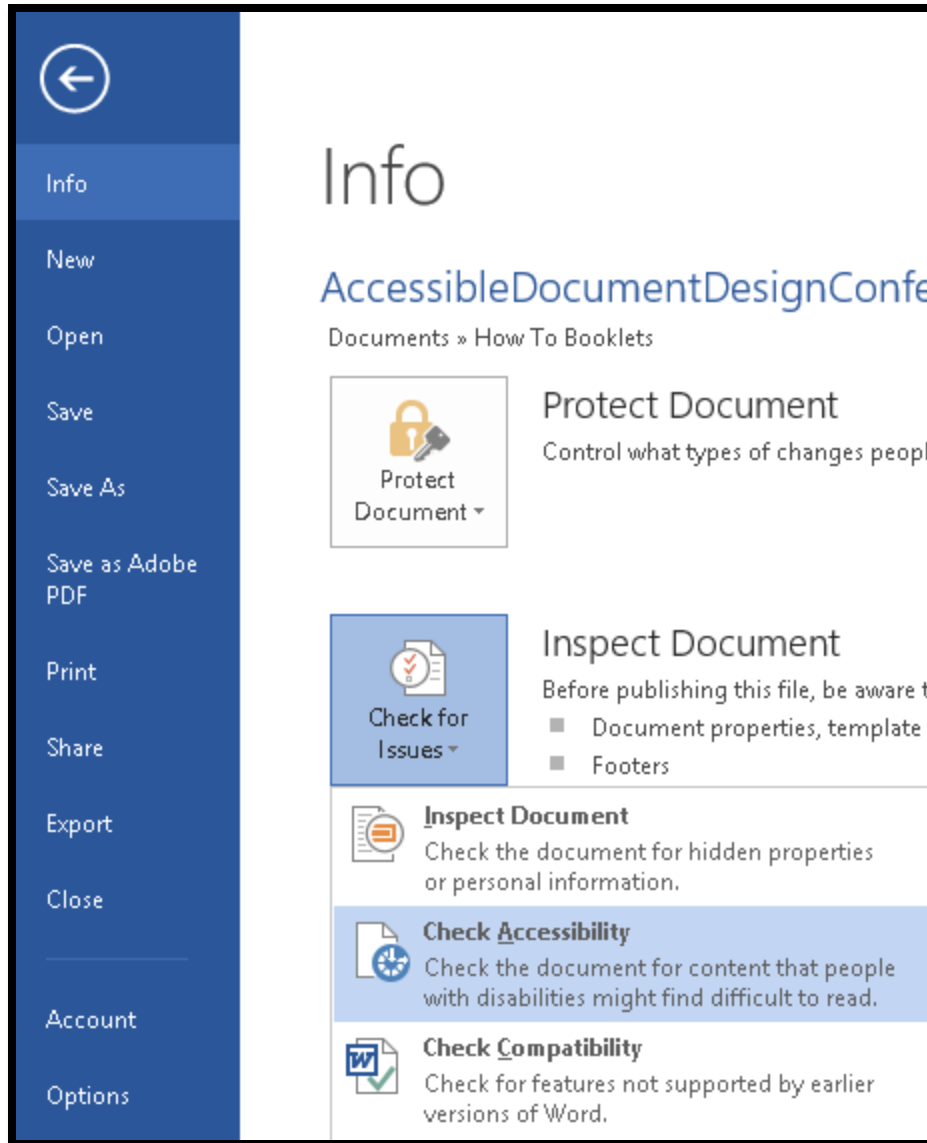 Info
New
Open
Save
Save As
Save as Adobe
PDF
Print
Share
Export
Close
Account
Options
Info
AccessibleDocumentDesignConfe
Documents » How To Booklets
Protect
Document
Protect Document
Control what types of changes peopl
Check for
Issues
Inspect Document
Before publishing this file, be aware t
Document properties, template
Footers
Inspect Document
Check the document for hidden properties
or personal information.
Check Accessibility
Check the document for content that people
with disabilities might find difficult to read.
Check Compatibility
Check for features not supported by earlier
versions of Word.